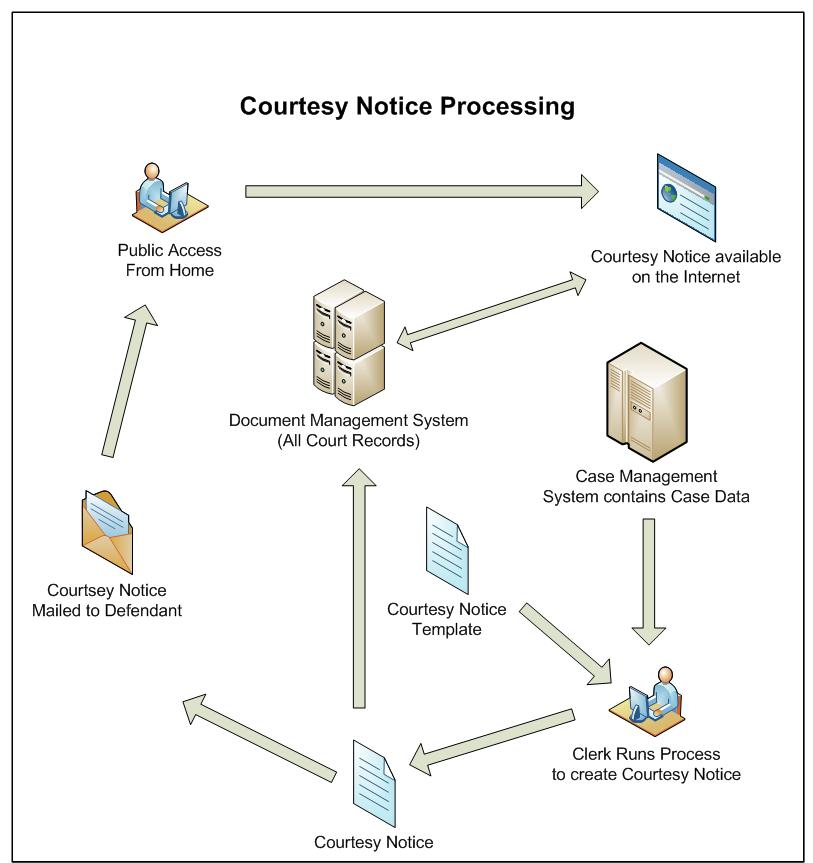 Courtesy Notice Processing
Public Access
From Home
Courtesy Notice available
on the Internet
Document Management System
(All Court Records)
Case Management
System contains Case Data
Courtsey Notice
Mailed to Defendant
Courtesy Notice
Template
Clerk Runs Process
to create Courtesy Notice
Courtesy Notice